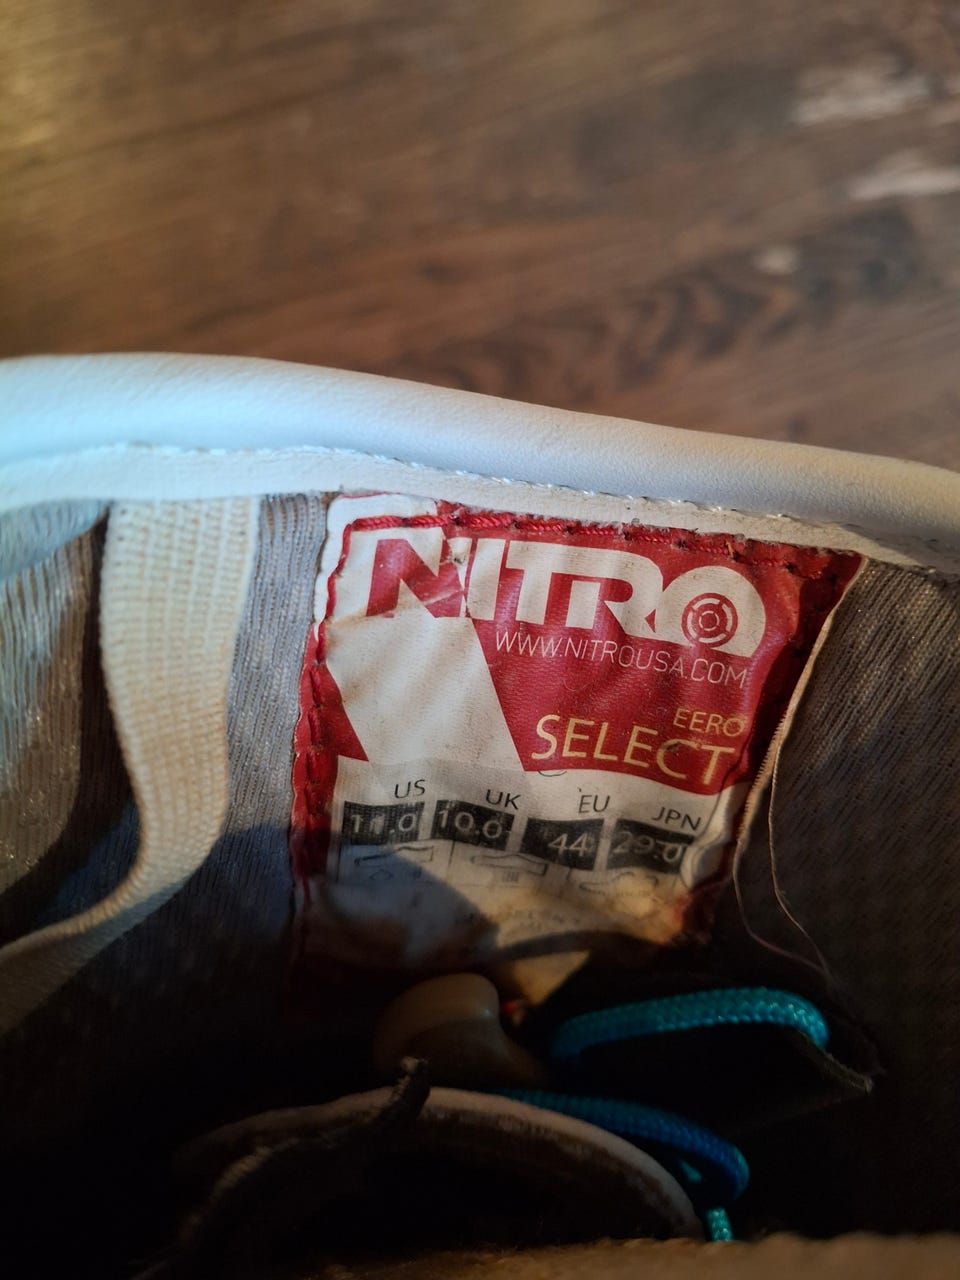 NITRO
WWW.NITROUSA.COM
EERO
SELECT
US UK EU JPN
11.0 10.0 44 29.0